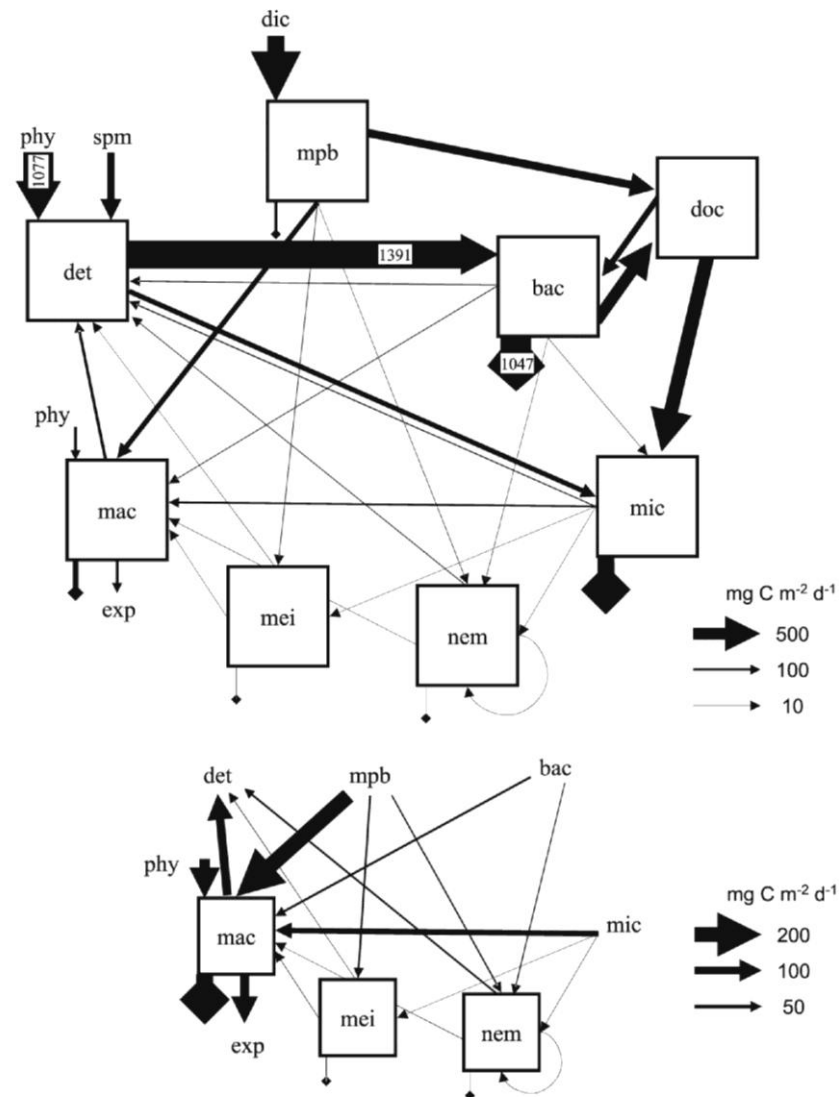 dic
phy
spm
1077
mpb
doc
det
1391
bac
1047
phy
mac
mic
exp
mei
nem
mg C m⁻² d⁻¹
500
100
10
det
mpb
bac
phy
mac
mic
mei
nem
exp
mg C m⁻² d⁻¹
200
100
50